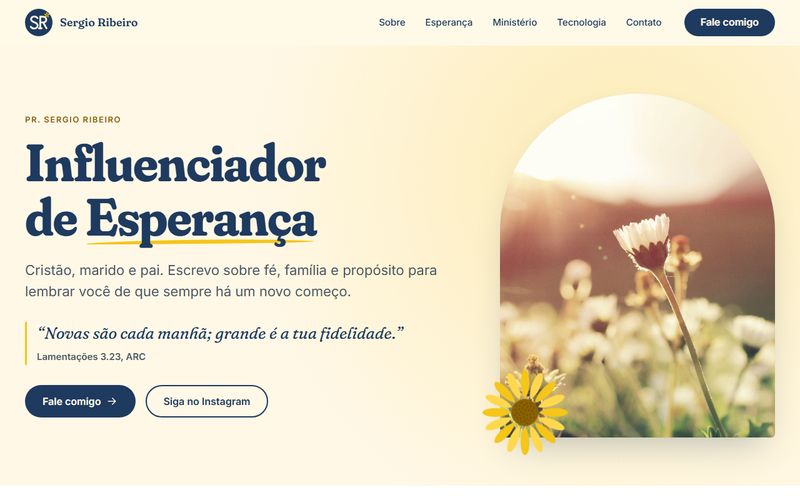 SR
Sergio Ribeiro
Sobre
Esperança
Ministério
Tecnologia
Contato
Fale comigo
PR. SERGIO RIBEIRO
Influenciador
de Esperança
Cristão, marido e pai. Escrevo sobre fé, família e propósito para
lembrar você de que sempre há um novo começo.
“Novas são cada manhã; grande é a tua fidelidade.”
Lamentações 3.23, ARC
Fale comigo →
Siga no Instagram